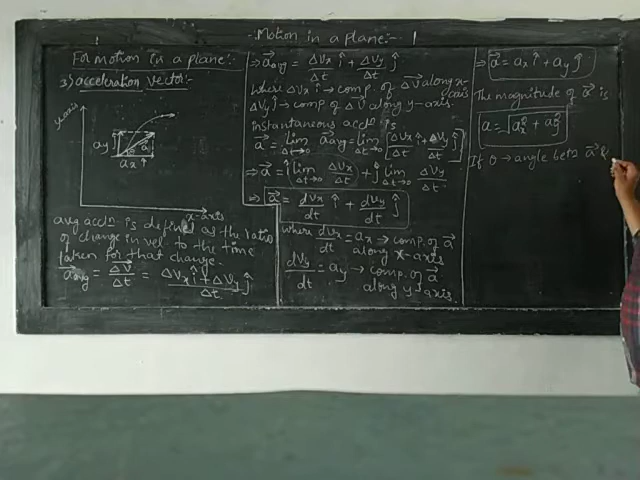 Motion in a plane:-
For motion in a plane:-
3) acceleration vector:-
y-axis
a_y ĵ
a⃗
θ
a_x î
x-axis
avg accln is defined as the ratio
of change in vel. to the time
taken for that change.
a⃗avg = Δv⃗/Δt = (Δvx î + Δvy ĵ)/Δt
⇒ a⃗avg = Δvx/Δt î + Δvy/Δt ĵ
Where Δvx î → comp. of Δv⃗ along x-axis
Δvy ĵ → comp of Δv⃗ along y-axis.
instantaneous accln is
a⃗ = lim Δt→0 a⃗avg = lim Δt→0 [Δvx/Δt î + Δvy/Δt ĵ]
⇒ a⃗ = î (lim Δt→0 Δvx/Δt) + ĵ lim Δt→0 Δvy/Δt
⇒ a⃗ = dvx/dt î + dvy/dt ĵ
where dvx/dt = ax → comp. of a⃗
along x-axis
dvy/dt = ay → comp. of a⃗
along y-axis.
⇒ a⃗ = ax î + ay ĵ
The magnitude of a⃗ is
a = √(ax² + ay²)
If θ → angle betn a⃗ &